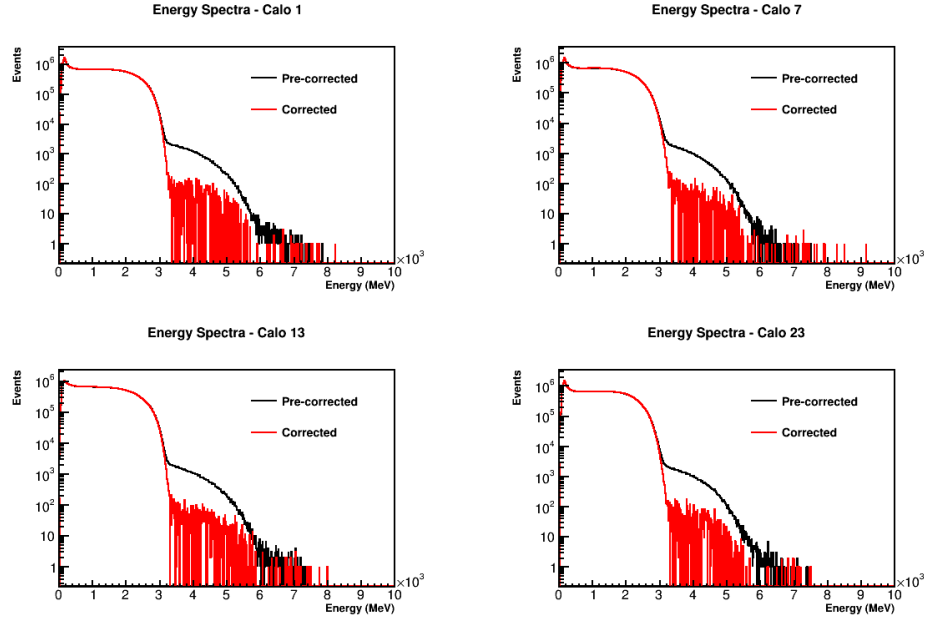 Energy Spectra - Calo 1
Events
10^6
10^5
10^4
10^3
10^2
10
1
Pre-corrected
Corrected
0 1 2 3 4 5 6 7 8 9 10
×10^3
Energy (MeV)
Energy Spectra - Calo 7
Events
10^6
10^5
10^4
10^3
10^2
10
1
Pre-corrected
Corrected
0 1 2 3 4 5 6 7 8 9 10
×10^3
Energy (MeV)
Energy Spectra - Calo 13
Events
10^6
10^5
10^4
10^3
10^2
10
1
Pre-corrected
Corrected
0 1 2 3 4 5 6 7 8 9 10
×10^3
Energy (MeV)
Energy Spectra - Calo 23
Events
10^6
10^5
10^4
10^3
10^2
10
1
Pre-corrected
Corrected
0 1 2 3 4 5 6 7 8 9 10
×10^3
Energy (MeV)